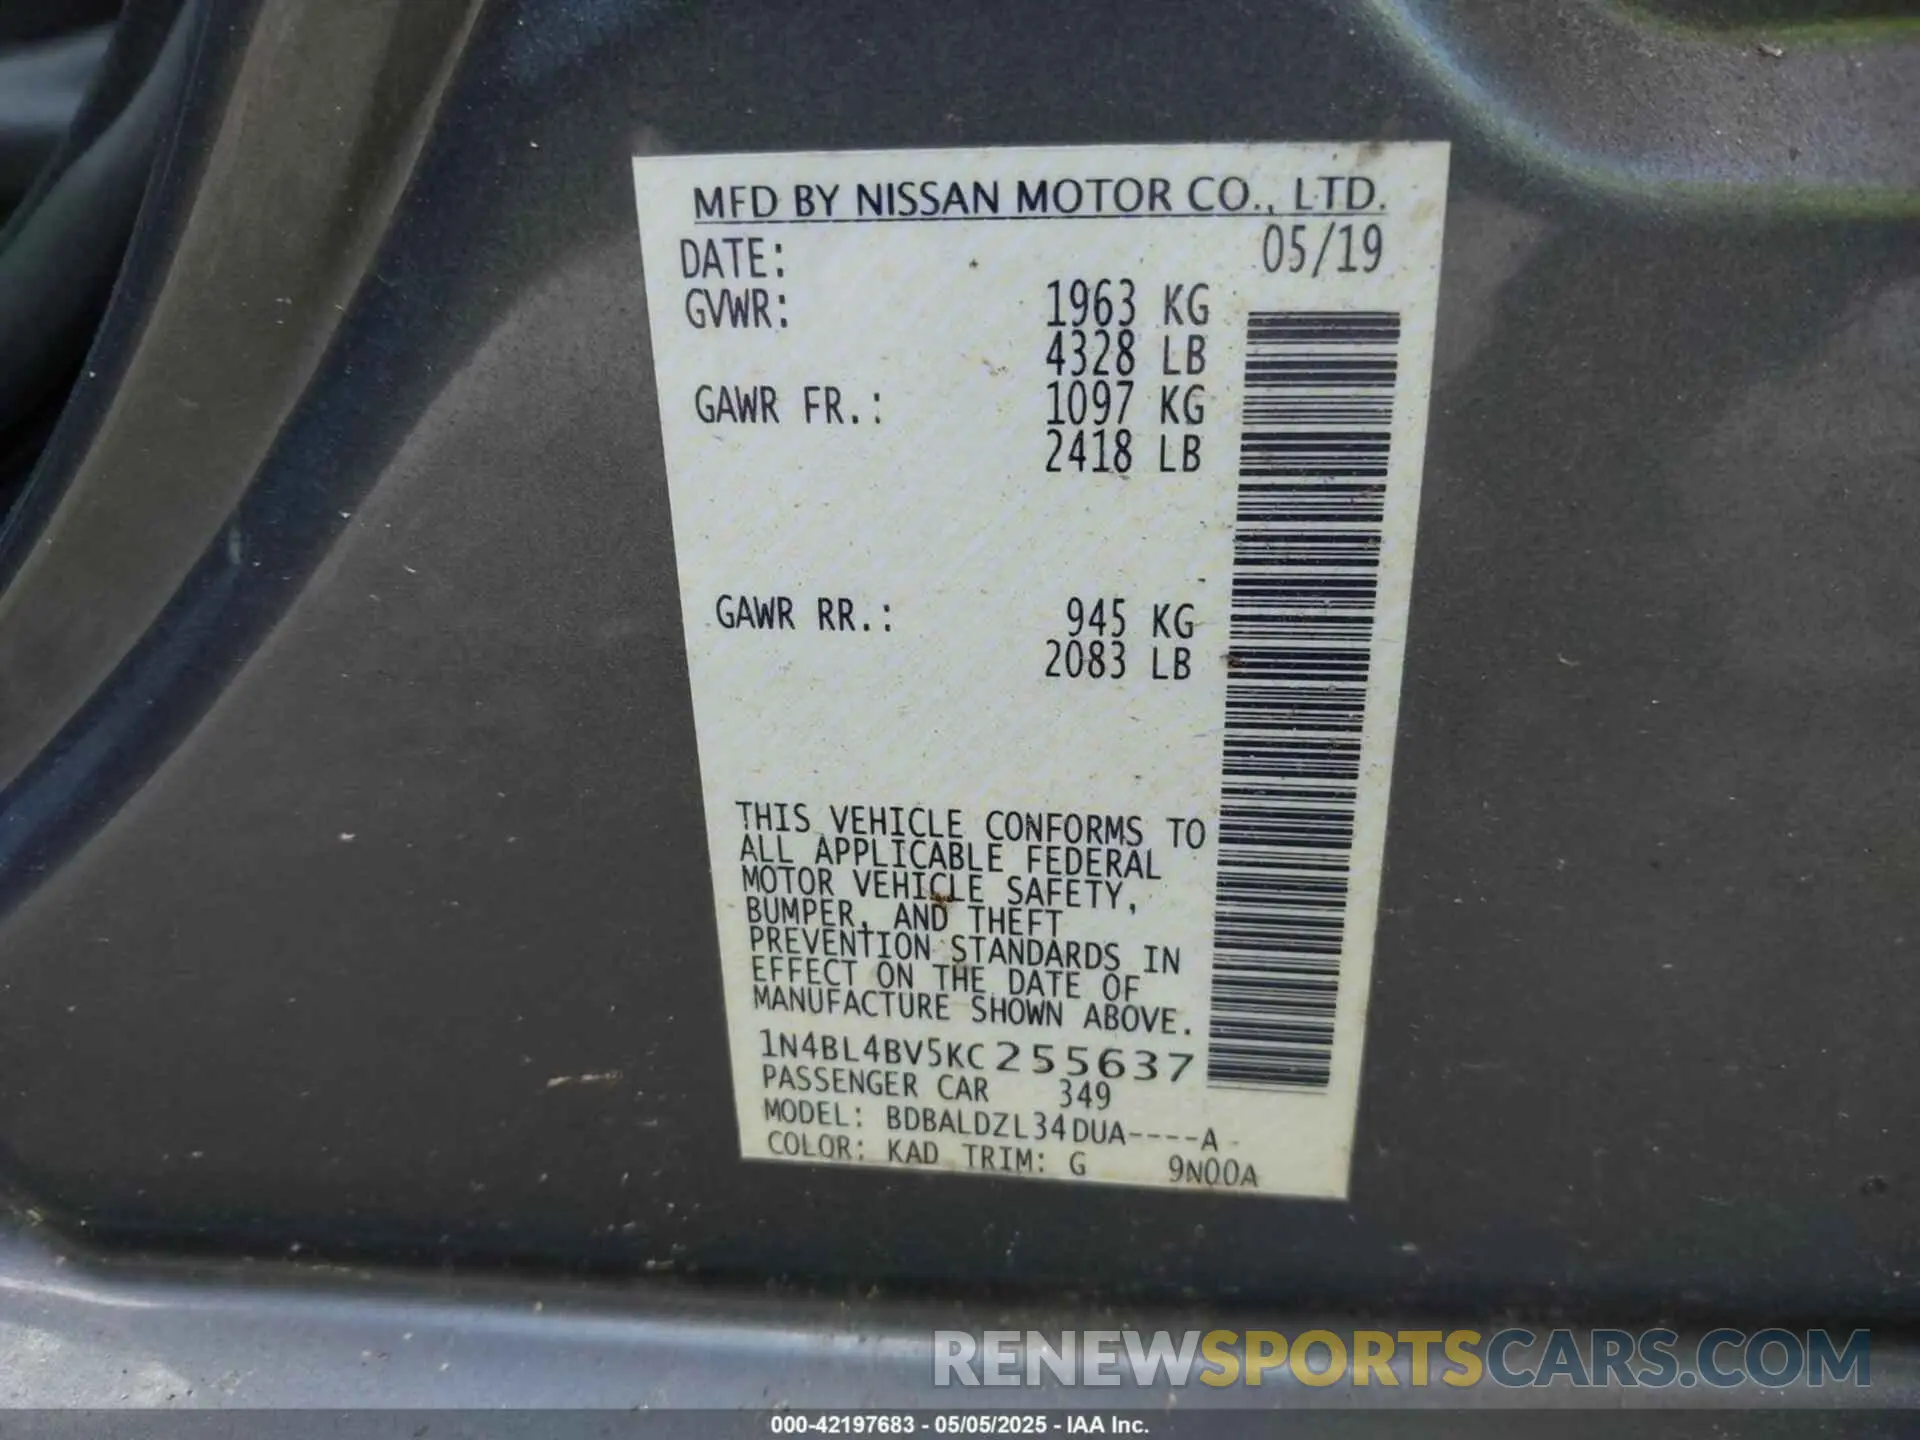 MFD BY NISSAN MOTOR CO., LTD.
DATE: 05/19
GVWR: 1963 KG
4328 LB
GAWR FR.: 1097 KG
2418 LB
GAWR RR.: 945 KG
2083 LB
THIS VEHICLE CONFORMS TO
ALL APPLICABLE FEDERAL
MOTOR VEHICLE SAFETY,
BUMPER, AND THEFT
PREVENTION STANDARDS IN
EFFECT ON THE DATE OF
MANUFACTURE SHOWN ABOVE.
1N4BL4BV5KC255637
PASSENGER CAR 349
MODEL: BDBALDZL34DUA----A
COLOR: KAD TRIM: G 9N00A
RENEWSPORTSCARS.COM
000-42197683 - 05/05/2025 - IAA Inc.